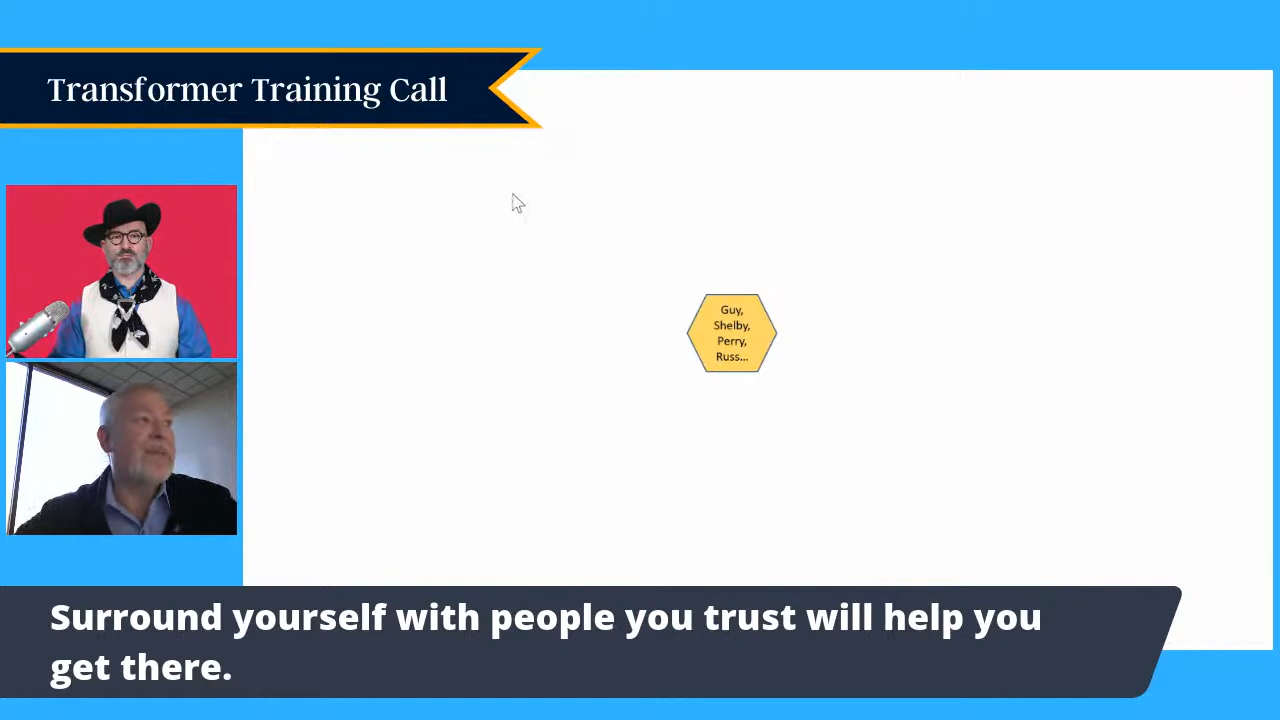 Transformer Training Call
Guy,
Shelby,
Perry,
Russ...
Surround yourself with people you trust will help you
get there.